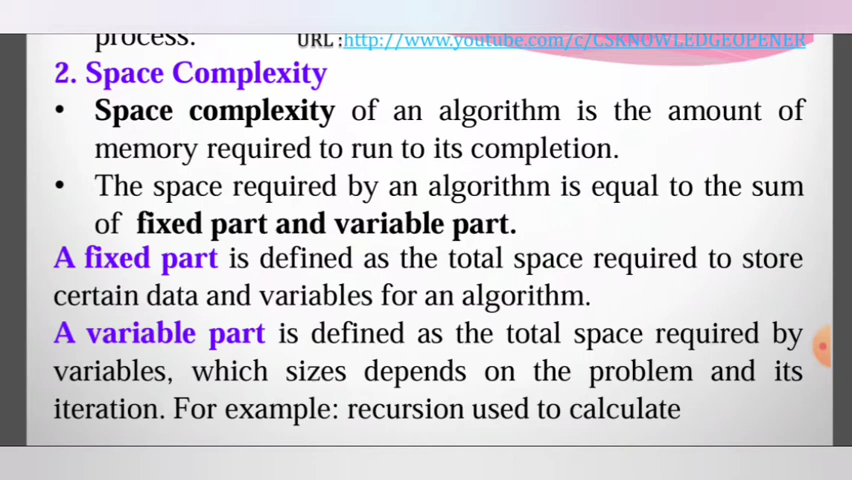 process. URL :http://www.youtube.com/c/CSKNOWLEDGEOPENER
2. Space Complexity
• Space complexity of an algorithm is the amount of
memory required to run to its completion.
• The space required by an algorithm is equal to the sum
of fixed part and variable part.
A fixed part is defined as the total space required to store
certain data and variables for an algorithm.
A variable part is defined as the total space required by
variables, which sizes depends on the problem and its
iteration. For example: recursion used to calculate